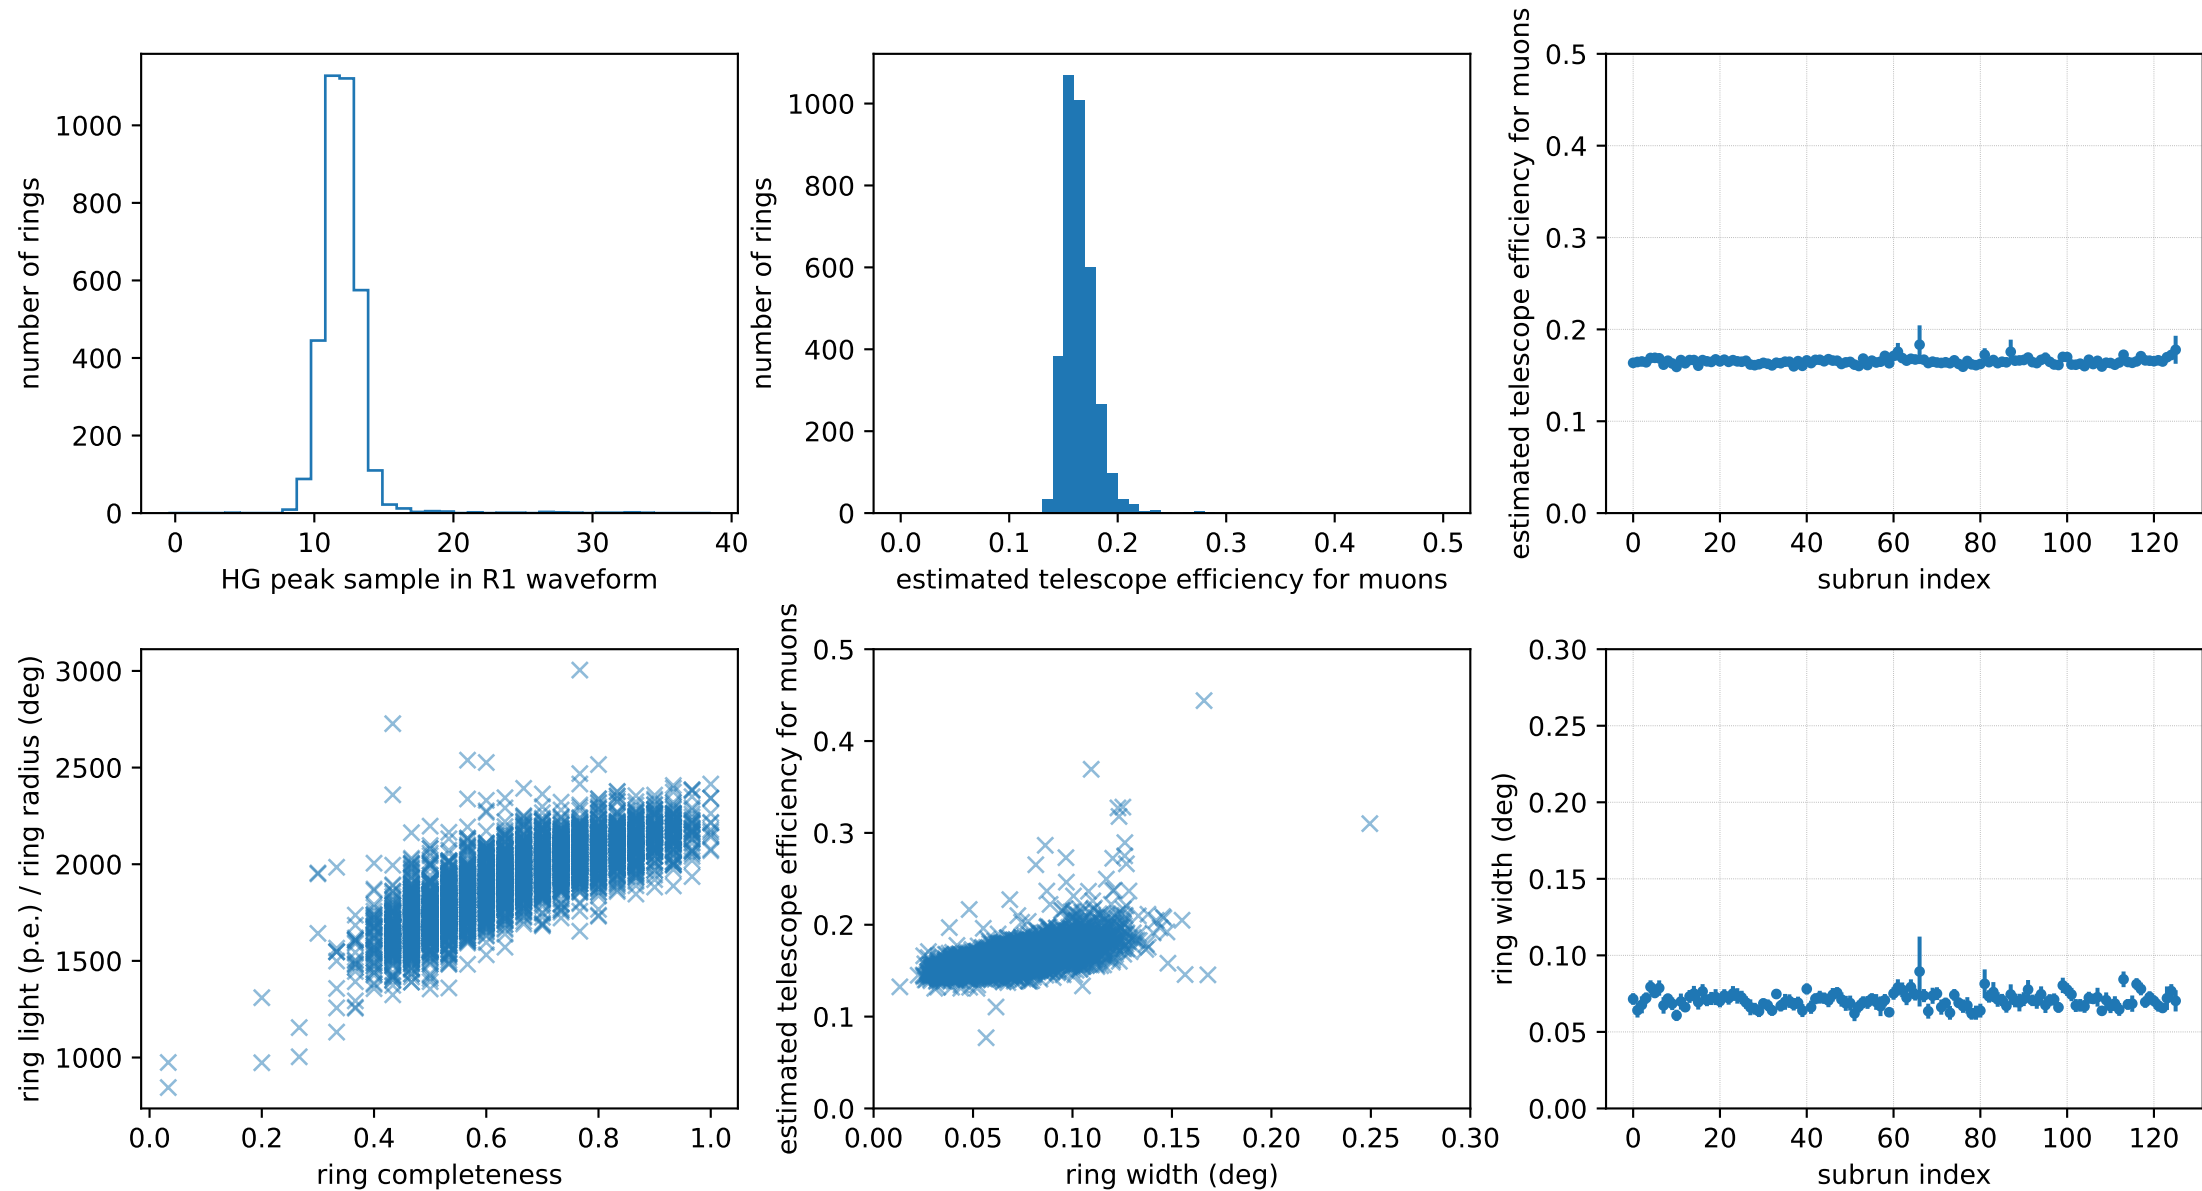 number of rings
1000
800
600
400
200
0
0 10 20 30 40
HG peak sample in R1 waveform
number of rings
1000
800
600
400
200
0
0.0 0.1 0.2 0.3 0.4 0.5
estimated telescope efficiency for muons
estimated telescope efficiency for muons
0.5
0.4
0.3
0.2
0.1
0.0
0 20 40 60 80 100 120
subrun index
ring light (p.e.) / ring radius (deg)
3000
2500
2000
1500
1000
0.0 0.2 0.4 0.6 0.8 1.0
ring completeness
estimated telescope efficiency for muons
0.5
0.4
0.3
0.2
0.1
0.0
0.00 0.05 0.10 0.15 0.20 0.25 0.30
ring width (deg)
ring width (deg)
0.30
0.25
0.20
0.15
0.10
0.05
0.00
0 20 40 60 80 100 120
subrun index